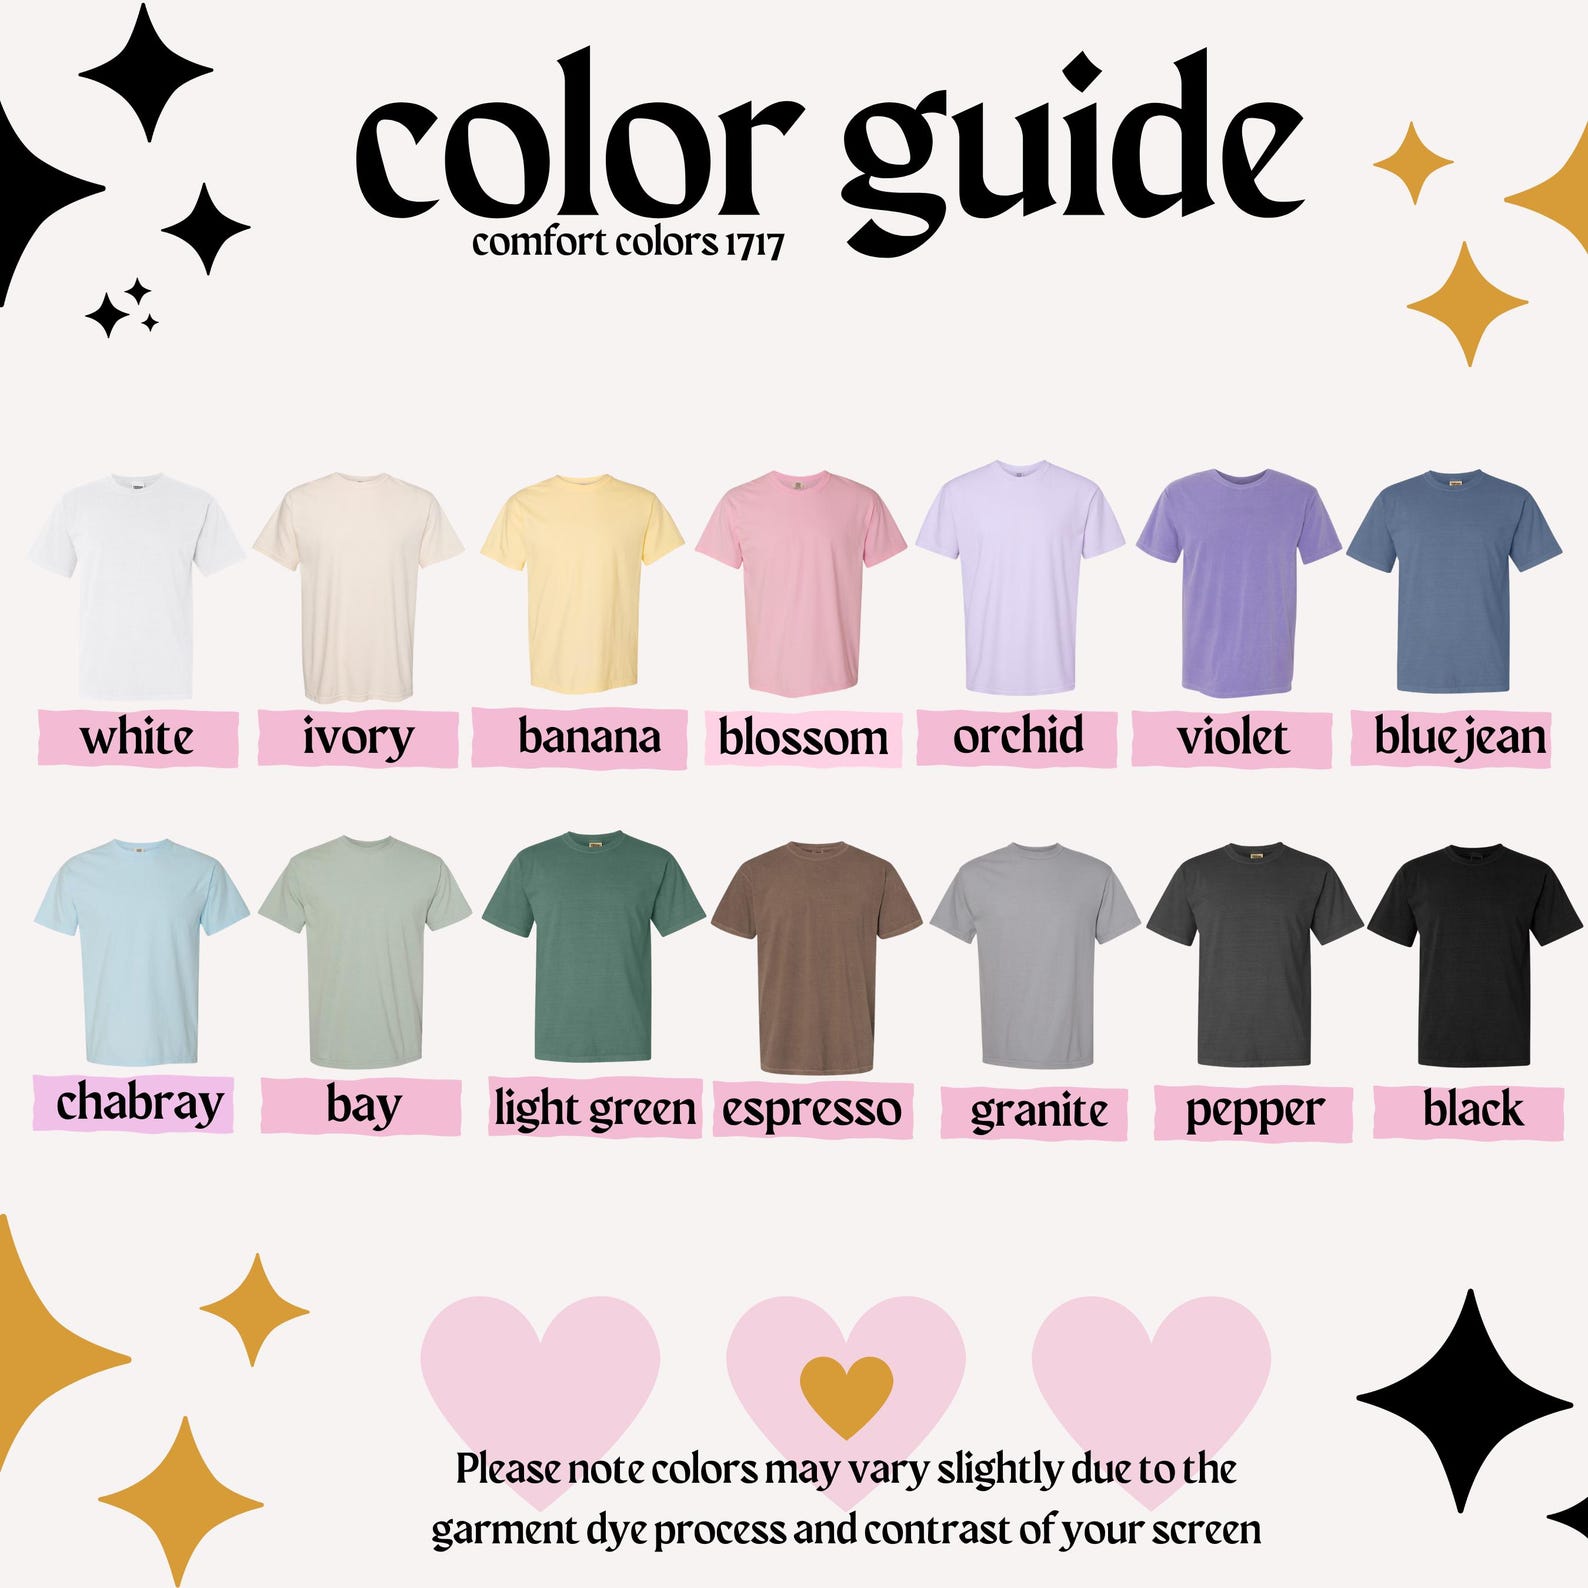 color guide
comfort colors 1717
white
ivory
banana
blossom
orchid
violet
blue jean
chabray
bay
light green
espresso
granite
pepper
black
Please note colors may vary slightly due to the
garment dye process and contrast of your screen